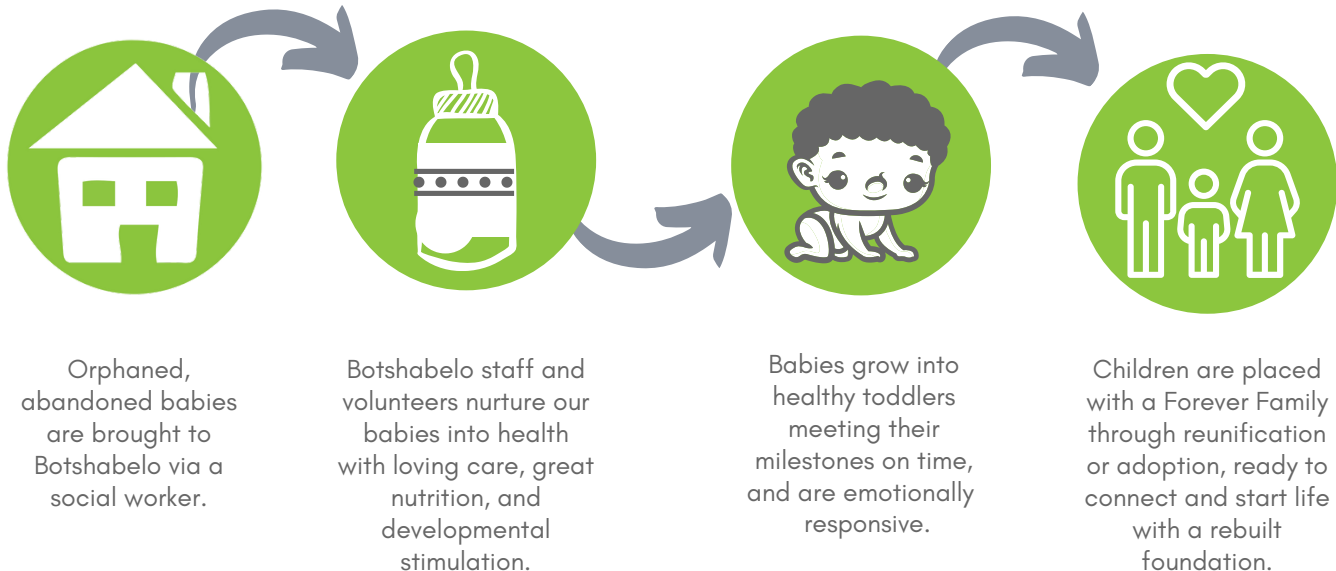 Orphaned,
abandoned babies
are brought to
Botshabelo via a
social worker.
Botshabelo staff and
volunteers nurture our
babies into health
with loving care, great
nutrition, and
developmental
stimulation.
Babies grow into
healthy toddlers
meeting their
milestones on time,
and are emotionally
responsive.
Children are placed
with a Forever Family
through reunification
or adoption, ready to
connect and start life
with a rebuilt
foundation.